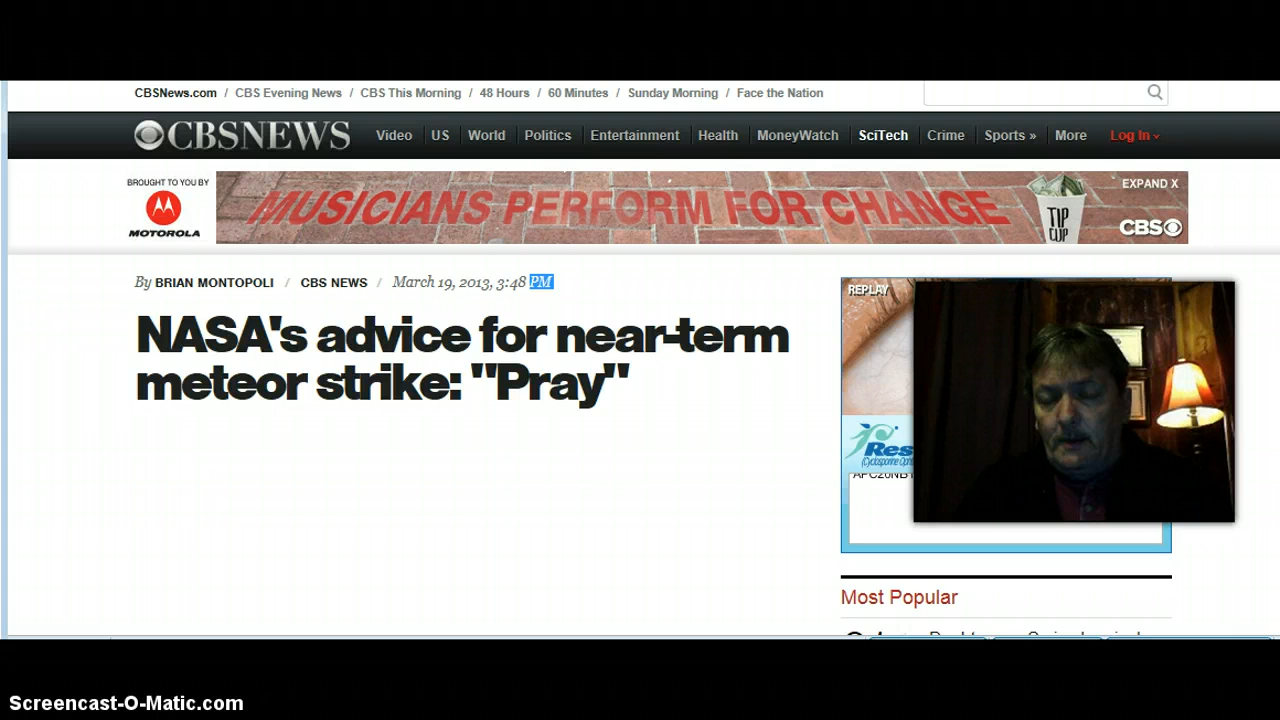 CBSNews.com / CBS Evening News / CBS This Morning / 48 Hours / 60 Minutes / Sunday Morning / Face the Nation
CBSNEWS Video US World Politics Entertainment Health MoneyWatch SciTech Crime Sports » More Log In
BROUGHT TO YOU BY
MOTOROLA
MUSICIANS PERFORM FOR CHANGE
TIP
CUP
EXPAND X
CBS
By BRIAN MONTOPOLI / CBS NEWS / March 19, 2013, 3:48 PM
NASA's advice for near-term
meteor strike: "Pray"
REPLAY
Most Popular
Screencast-O-Matic.com